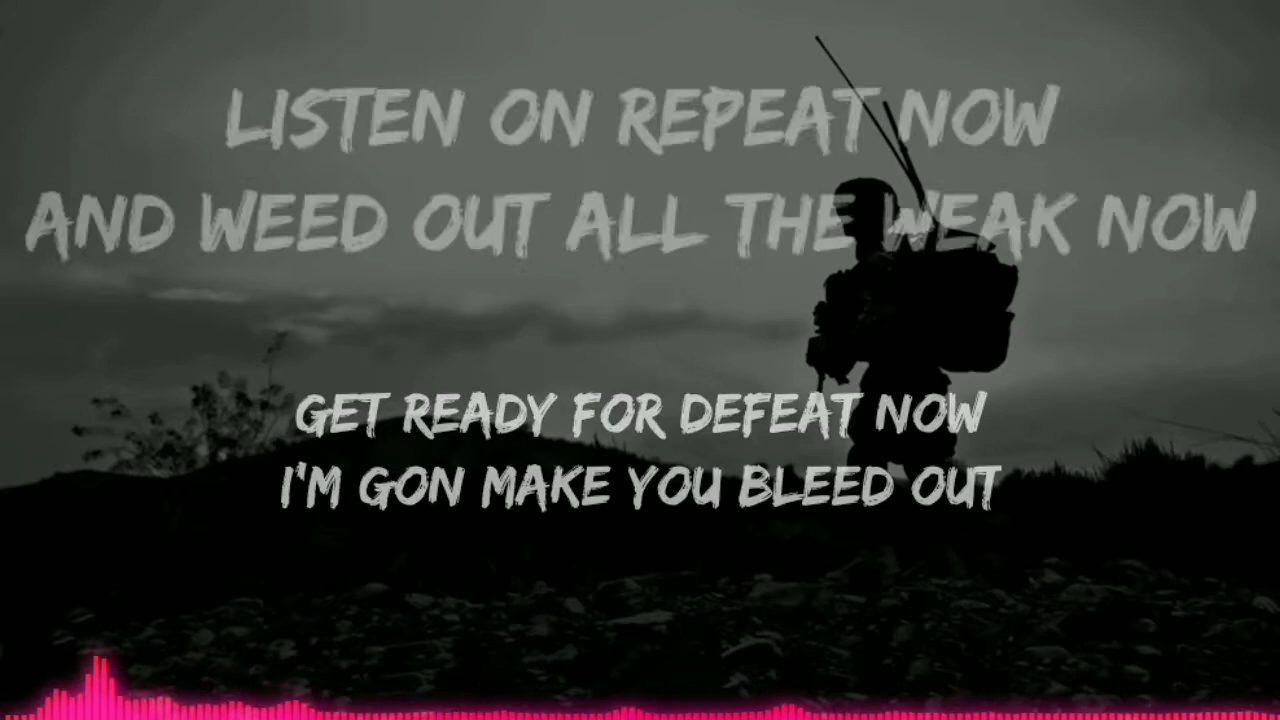 LISTEN ON REPEAT NOW
AND WEED OUT ALL THE WEAK NOW
GET READY FOR DEFEAT NOW
I'M GON MAKE YOU BLEED OUT